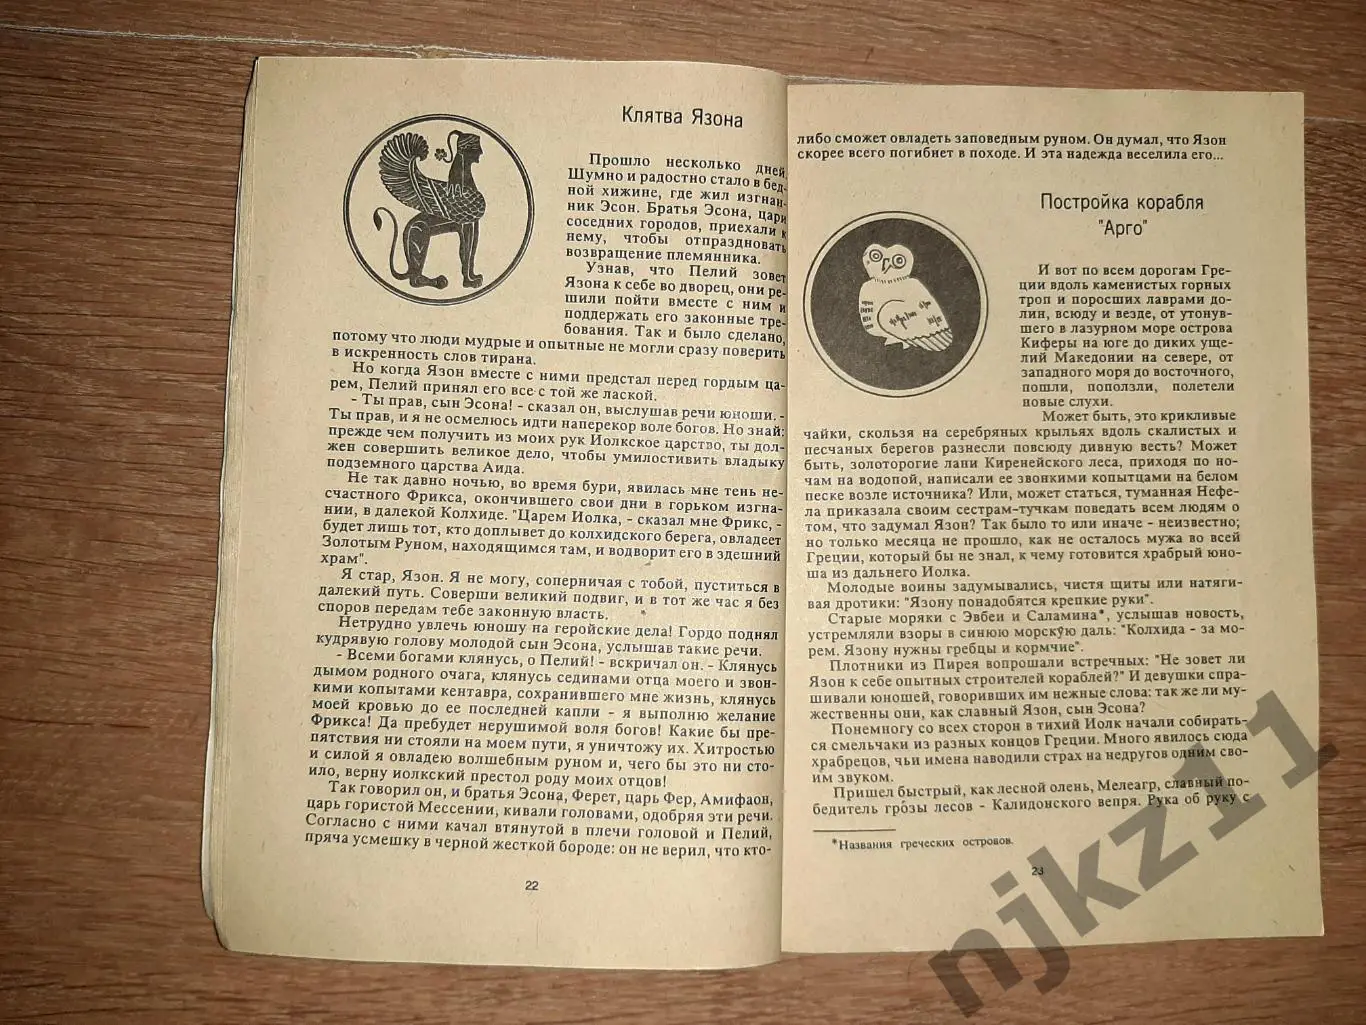 Клятва Язона
Прошло несколько дней.
Шумно и радостно стало в бед-
ной хижине, где жил изгнан-
ник Эсон. Братья Эсона, цари
соседних городов, приехали к
нему, чтобы отпраздновать
возвращение племянника.
Узнав, что Пелий зовет
Язона к себе во дворец, они ре-
шили пойти вместе с ним и
поддержать его законные тре-
бования. Так и было сделано,
потому что люди мудрые и опытные не могли сразу поверить
в искренность слов тирана.
Но когда Язон вместе с ними предстал перед гордым ца-
рем, Пелий принял его все с той же лаской.
- Ты прав, сын Эсона! - сказал он, выслушав речи юноши. -
Ты прав, и я не осмелюсь идти наперекор воле богов. Но знай:
прежде чем получить из моих рук Иолкское царство, ты дол-
жен совершить великое дело, чтобы умилостивить владыку
подземного царства Аида.
Не так давно ночью, во время бури, явилась мне тень не-
счастного Фрикса, окончившего свои дни в горьком изгна-
нии, в далекой Колхиде. "Царем Иолка, - сказал мне Фрикс, -
будет лишь тот, кто доплывет до колхидского берега, овладеет
Золотым Руном, находящимся там, и водворит его в здешний
храм".
Я стар, Язон. Я не могу, соперничая с тобой, пуститься в
далекий путь. Соверши великий подвиг, и в тот же час я без
споров передам тебе законную власть.
Нетрудно увлечь юношу на геройские дела! Гордо поднял
кудрявую голову молодой сын Эсона, услышав такие речи.
- Всеми богами клянусь, о Пелий! - вскричал он. - Клянусь
дымом родного очага, клянусь сединами отца моего и звон-
кими копытами кентавра, сохранившего мне жизнь, клянусь
моей кровью до ее последней капли - я выполню желание
Фрикса! Да пребудет нерушимой воля богов! Какие бы пре-
пятствия ни стояли на моем пути, я уничтожу их. Хитростью
и силой я овладею волшебным руном и, чего бы это ни сто-
ило, верну иолкский престол роду моих отцов!
Так говорил он, и братья Эсона, Ферет, царь Фер, Амифаон,
царь гористой Мессении, кивали головами, одобряя эти речи.
Согласно с ними качал втянутой в плечи головой и Пелий,
пряча усмешку в черной жесткой бороде: он не верил, что кто-
22
либо сможет овладеть заповедным руном. Он думал, что Язон
скорее всего погибнет в походе. И эта надежда веселила его...
Постройка корабля
"Арго"
И вот по всем дорогам Гре-
ции вдоль каменистых горных
троп и поросших лаврами до-
лин, всюду и везде, от утонув-
шего в лазурном море острова
Киферы на юге до диких уще-
лий Македонии на севере, от
западного моря до восточного,
пошли, поползли, полетели
новые слухи.
Может быть, это крикливые
чайки, скользя на серебряных крыльях вдоль скалистых и
песчаных берегов разнесли повсюду дивную весть? Может
быть, золоторогие лани Киренейского леса, приходя по но-
чам на водопой, написали ее звонкими копытцами на белом
песке возле источника? Или, может статься, туманная Нефе-
ла приказала своим сестрам-тучкам поведать всем людям о
том, что задумал Язон? Так было то или иначе - неизвестно;
но только месяца не прошло, как не осталось мужа во всей
Греции, который бы не знал, к чему готовится храбрый юно-
ша из дальнего Иолка.
Молодые воины задумывались, чистя щиты или натяги-
вая дротики: "Язону понадобятся крепкие руки".
Старые моряки с Эвбеи и Саламина*, услышав новость,
устремляли взоры в синюю морскую даль: "Колхида - за мо-
рем. Язону нужны гребцы и кормчие".
Плотники из Пирея вопрошали встречных: "Не зовет ли
Язон к себе опытных строителей кораблей?" И девушки спра-
шивали юношей, говоривших им нежные слова: так же ли му-
жественны они, как славный Язон, сын Эсона?
Понемногу со всех сторон в тихий Иолк начали собирать-
ся смельчаки из разных концов Греции. Много явилось сюда
храбрецов, чьи имена наводили страх на недругов одним сво-
им звуком.
Пришел быстрый, как лесной олень, Мелеагр, славный по-
бедитель грозы лесов - Калидонского вепря. Рука об руку с
*Названия греческих островов.
23
njkz11